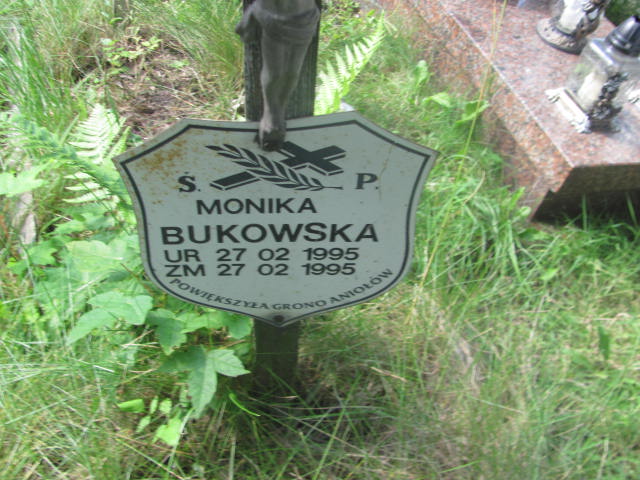 Ś. P.
MONIKA
BUKOWSKA
UR 27 02 1995
ZM 27 02 1995
POWIĘKSZYŁA GRONO ANIOŁÓW